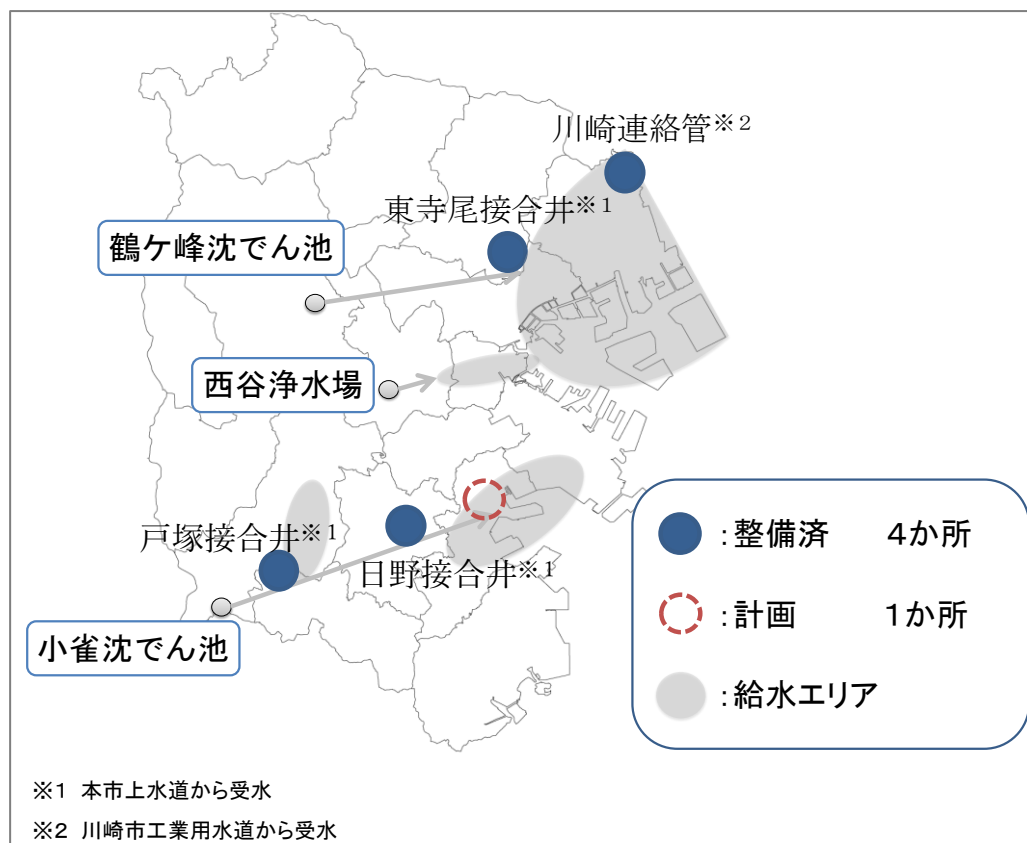 川崎連絡管※2
東寺尾接合井※1
鶴ケ峰沈でん池
西谷浄水場
戸塚接合井※1
日野接合井※1
小雀沈でん池
：整備済 4か所
：計画 1か所
：給水エリア
※1 本市上水道から受水
※2 川崎市工業用水道から受水